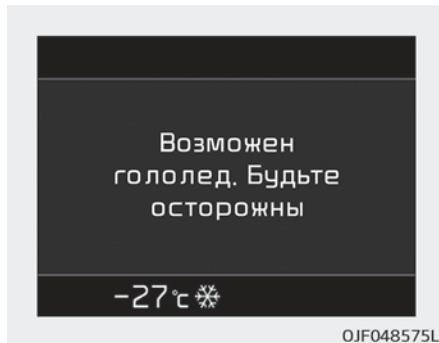 Возможен
гололед. Будьте
осторожны
-27℃ ❄
OJF048575L